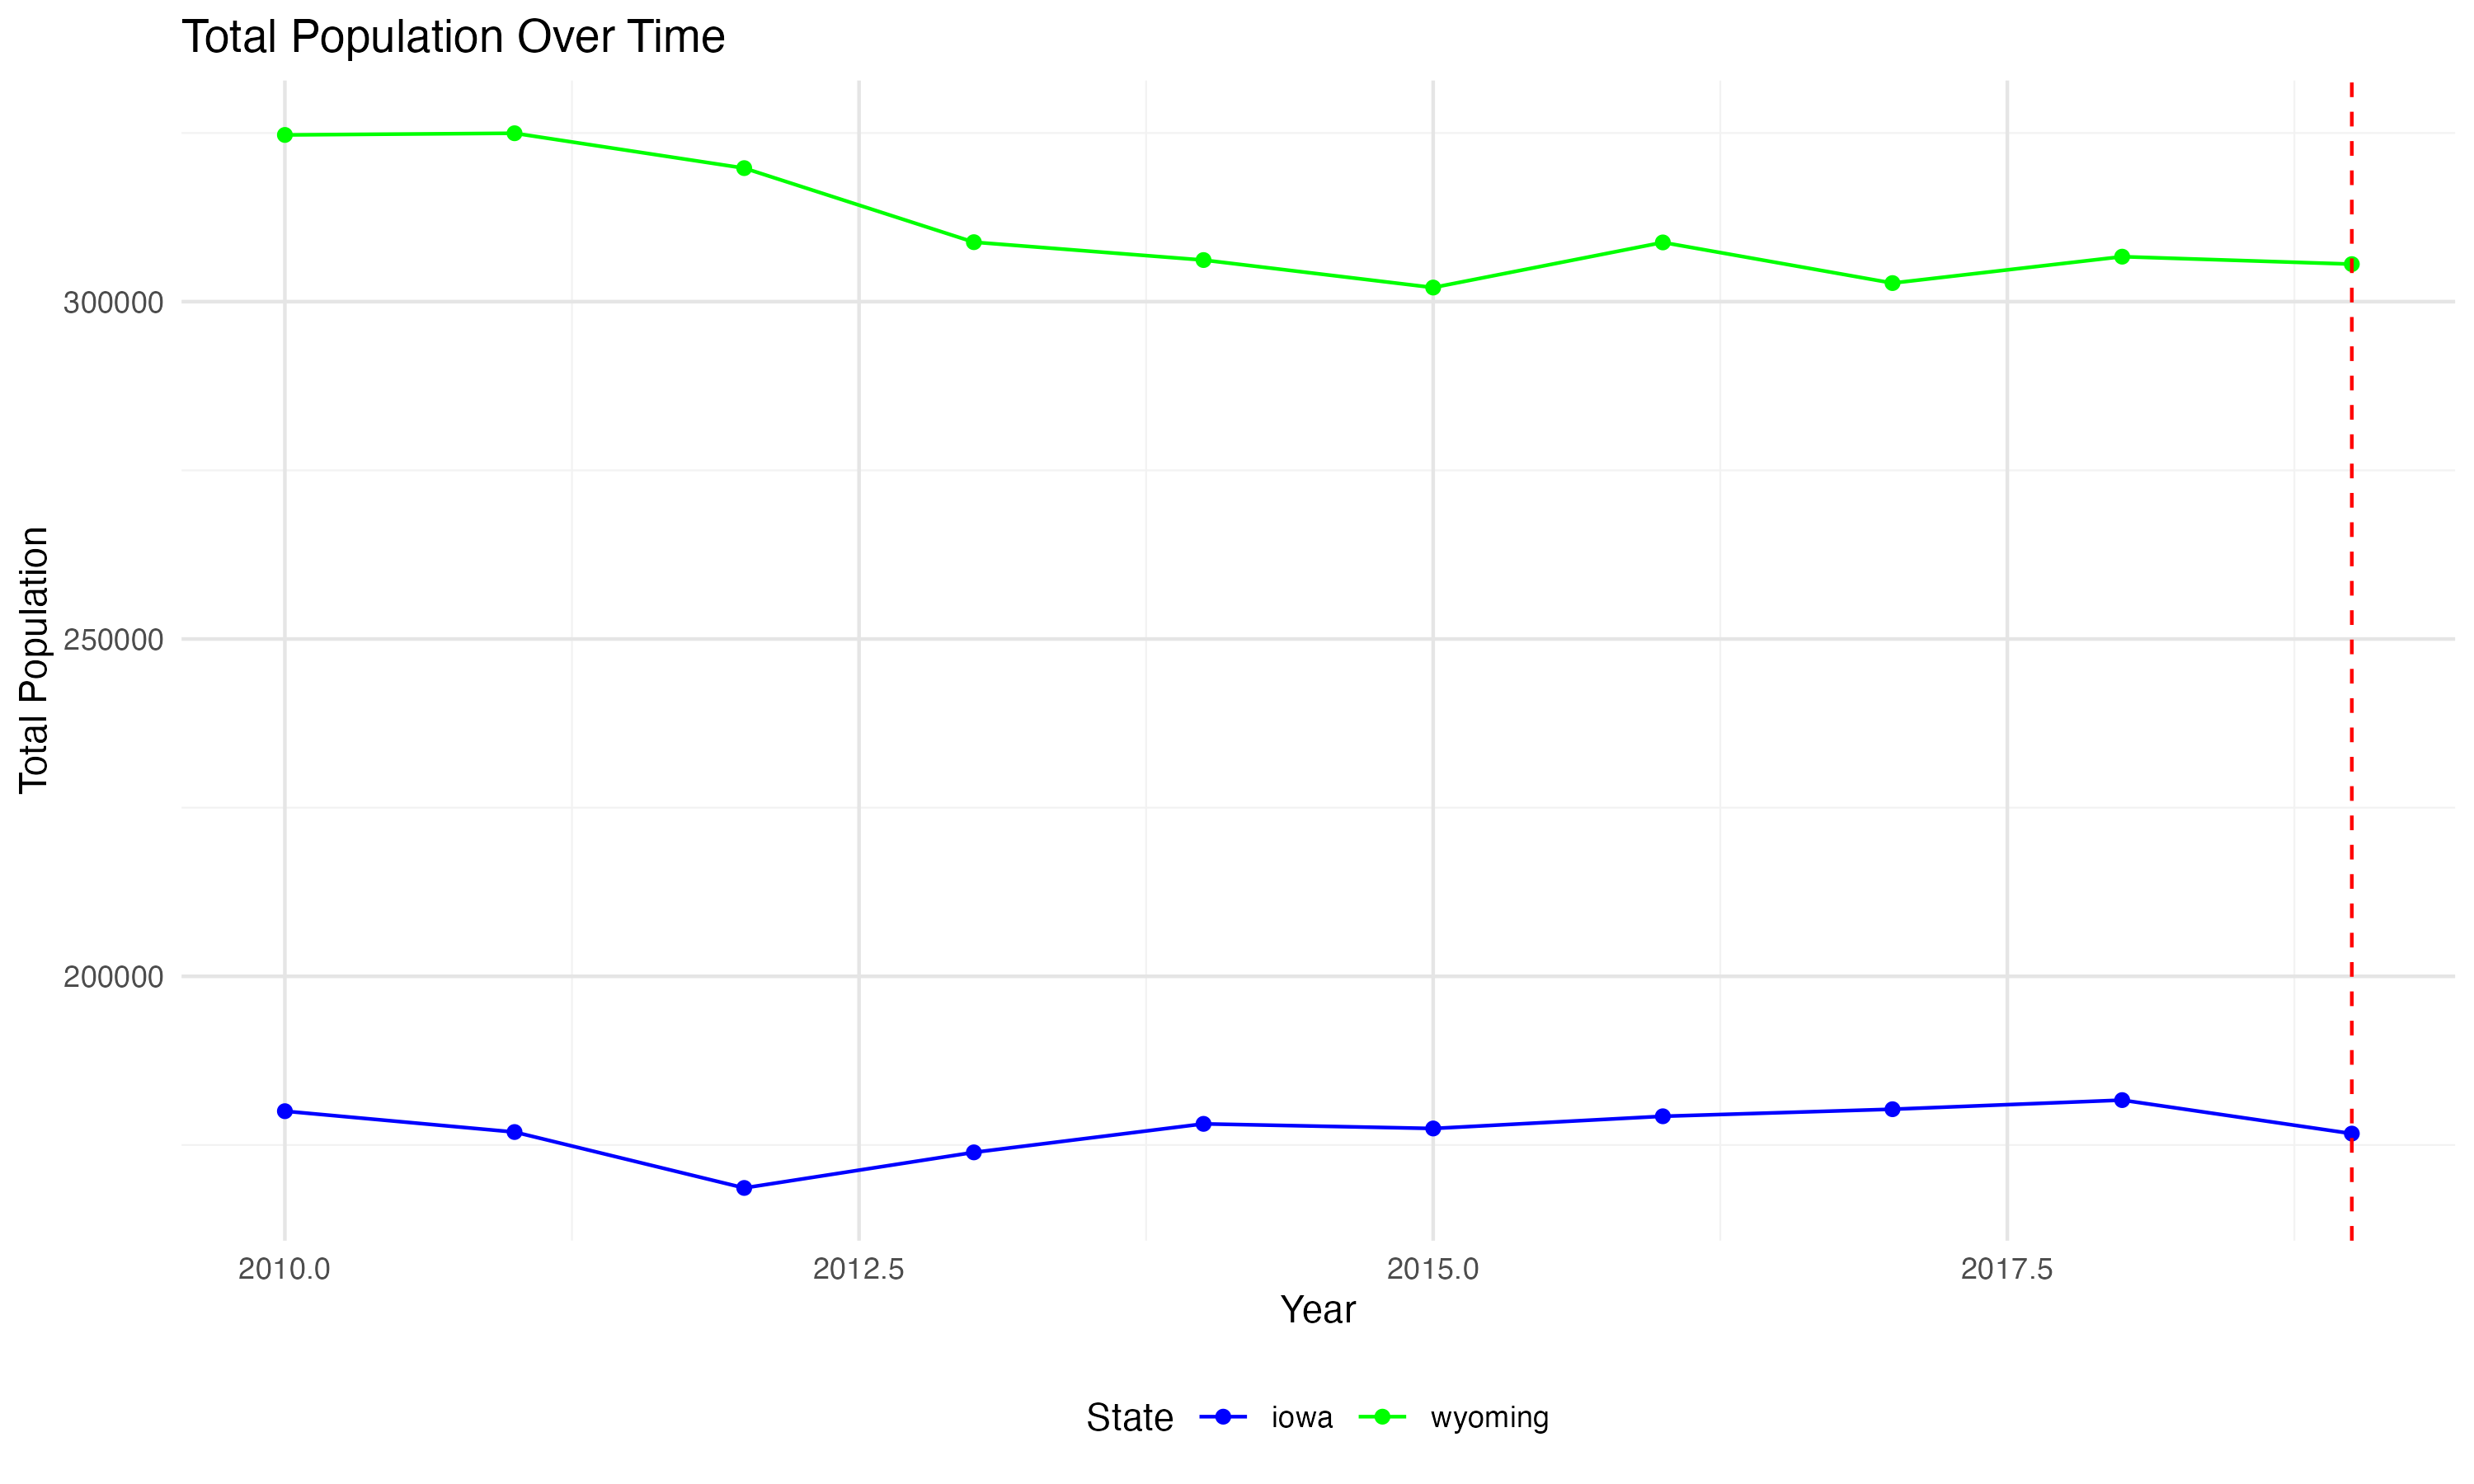 Total Population Over Time
Total Population
300000
250000
200000
2010.0
2012.5
2015.0
2017.5
Year
State iowa wyoming